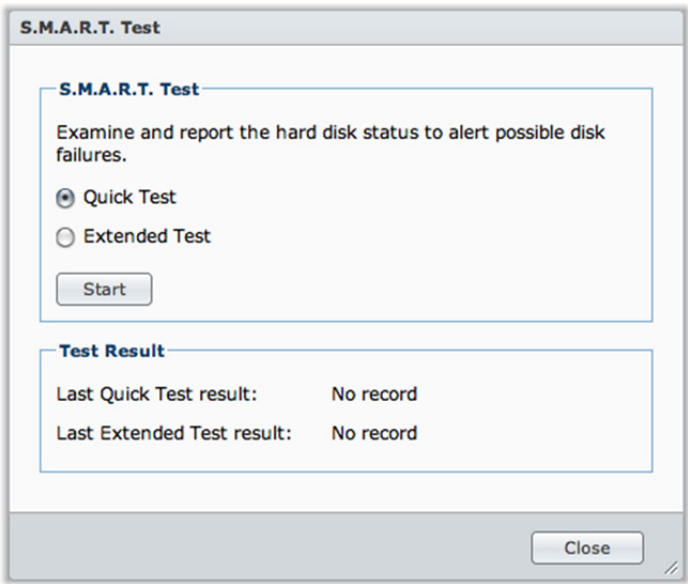 S.M.A.R.T. Test
S.M.A.R.T. Test
Examine and report the hard disk status to alert possible disk
failures.
Quick Test
Extended Test
Start
Test Result
Last Quick Test result: No record
Last Extended Test result: No record
Close